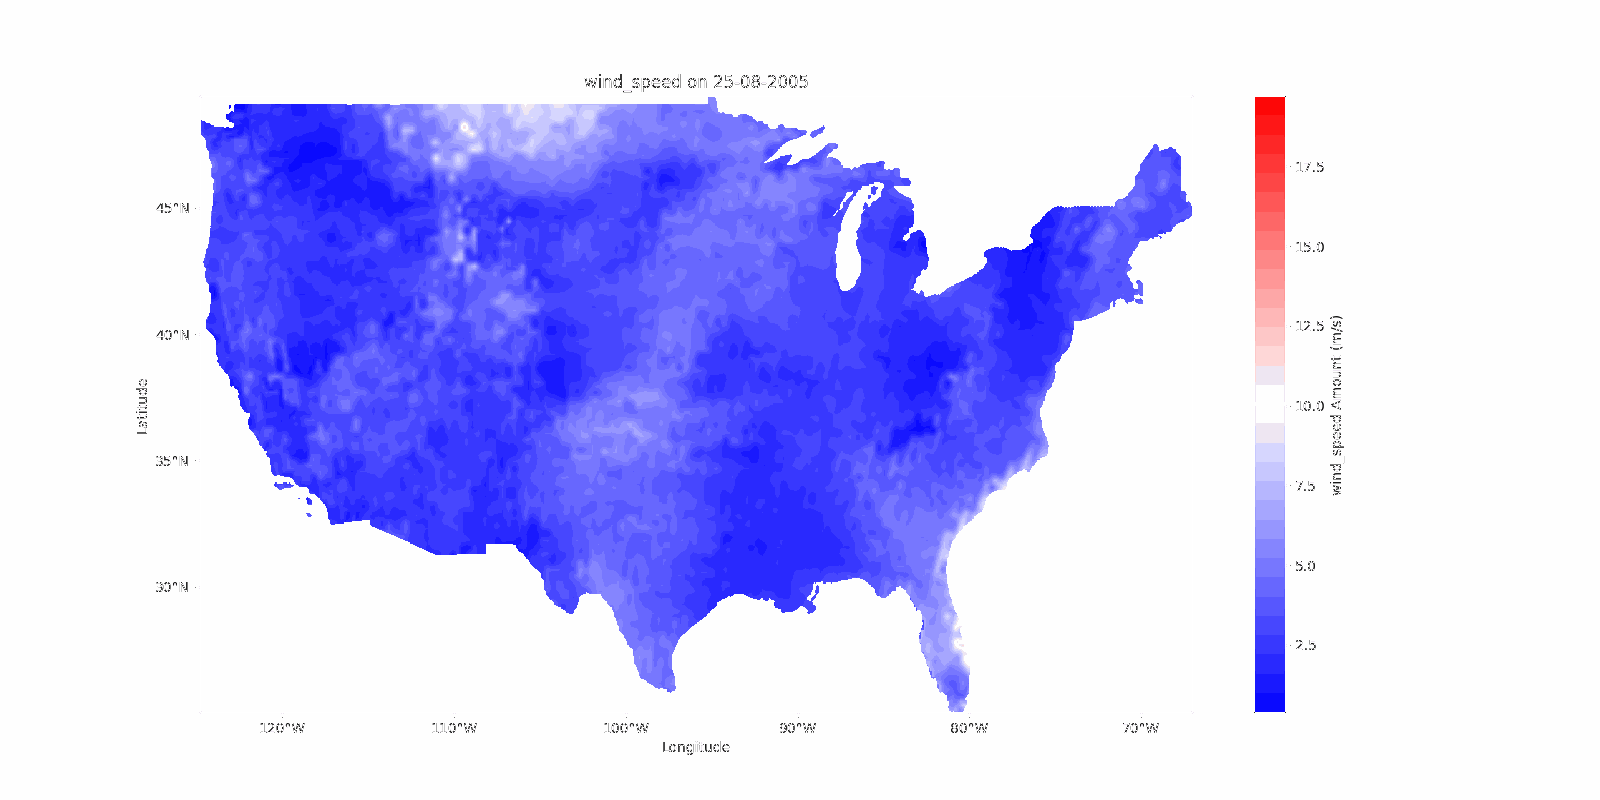 wind_speed on 25-08-2005
45°N
40°N
35°N
30°N
Latitude
120°W
110°W
100°W
90°W
80°W
70°W
Longitude
17.5
15.0
12.5
10.0
7.5
5.0
2.5
wind_speed Amount (m/s)